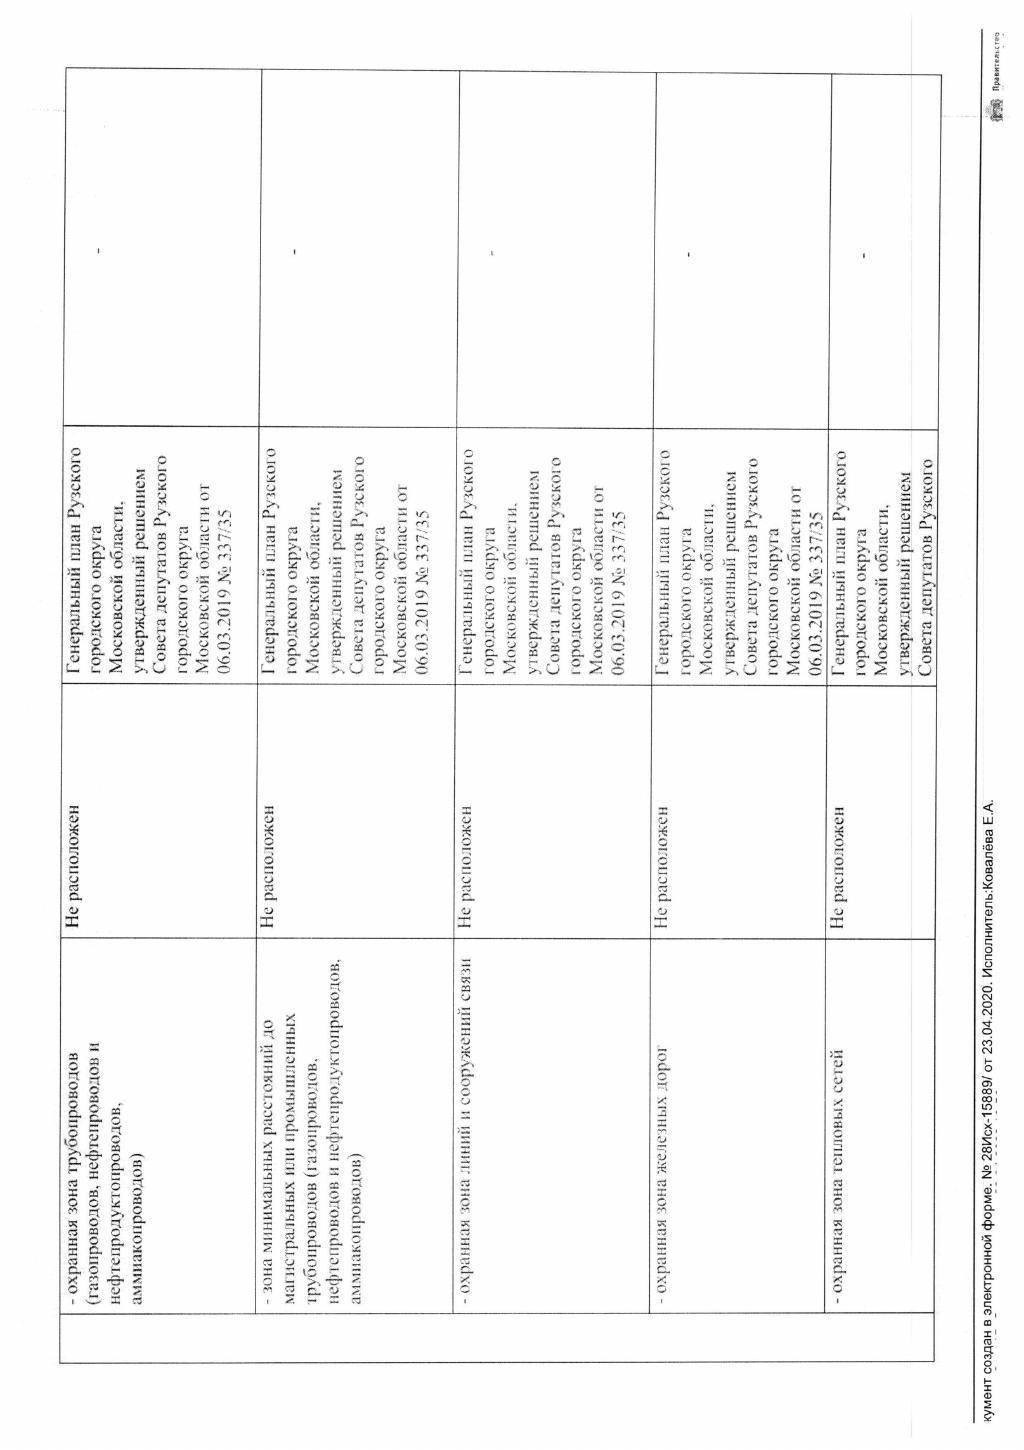 - охранная зона трубопроводов
(газопроводов, нефтепроводов и
нефтепродуктопроводов,
аммиакопроводов)
Не расположен
Генеральный план Рузского
городского округа
Московской области,
утвержденный решением
Совета депутатов Рузского
городского округа
Московской области от
06.03.2019 № 337/35
-
- зона минимальных расстояний до
магистральных или промышленных
трубопроводов (газопроводов,
нефтепроводов и нефтепродуктопроводов,
аммиакопроводов)
Не расположен
Генеральный план Рузского
городского округа
Московской области,
утвержденный решением
Совета депутатов Рузского
городского округа
Московской области от
06.03.2019 № 337/35
-
- охранная зона линий и сооружений связи
Не расположен
Генеральный план Рузского
городского округа
Московской области,
утвержденный решением
Совета депутатов Рузского
городского округа
Московской области от
06.03.2019 № 337/35
-
- охранная зона железных дорог
Не расположен
Генеральный план Рузского
городского округа
Московской области,
утвержденный решением
Совета депутатов Рузского
городского округа
Московской области от
06.03.2019 № 337/35
-
- охранная зона тепловых сетей
Не расположен
Генеральный план Рузского
городского округа
Московской области,
утвержденный решением
Совета депутатов Рузского
-
кумент создан в электронной форме. № 28Исх-15889/ от 23.04.2020. Исполнитель:Ковалёва Е.А.
Правительство